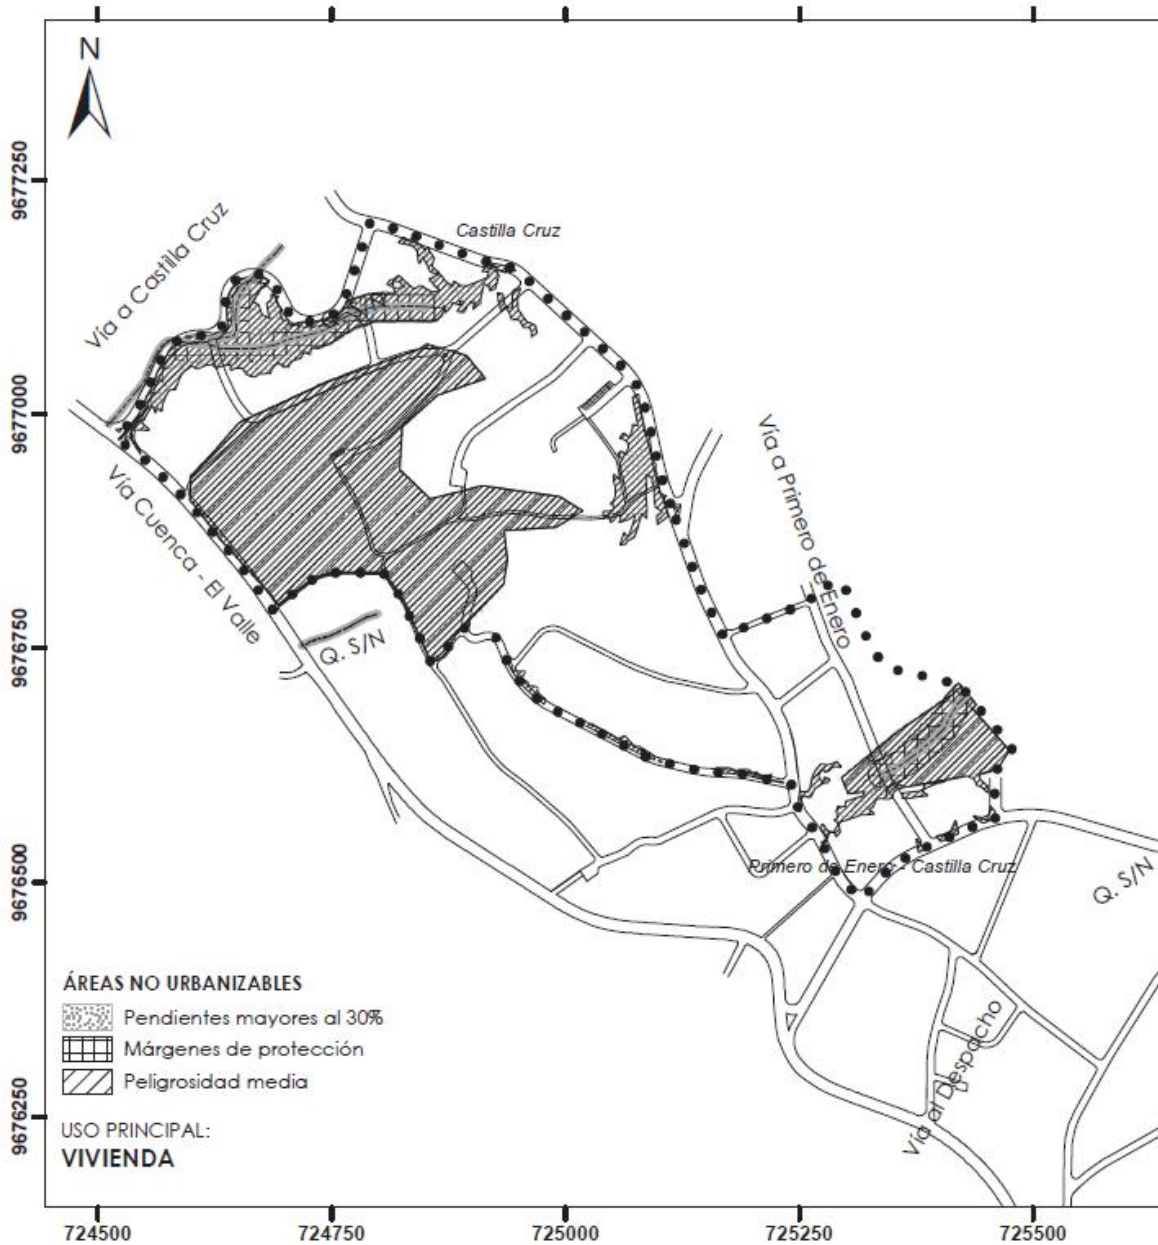 N
9677250
9677000
9676750
9676500
9676250
Vía a Castilla Cruz
Castilla Cruz
Vía Cuenca - El Valle
Vía a Primero de Enero
Q. S/N
Primero de Enero - Castilla Cruz
Q. S/N
Vía al Despacho
ÁREAS NO URBANIZABLES
Pendientes mayores al 30%
Márgenes de protección
Peligrosidad media
USO PRINCIPAL:
VIVIENDA
724500 724750 725000 725250 725500